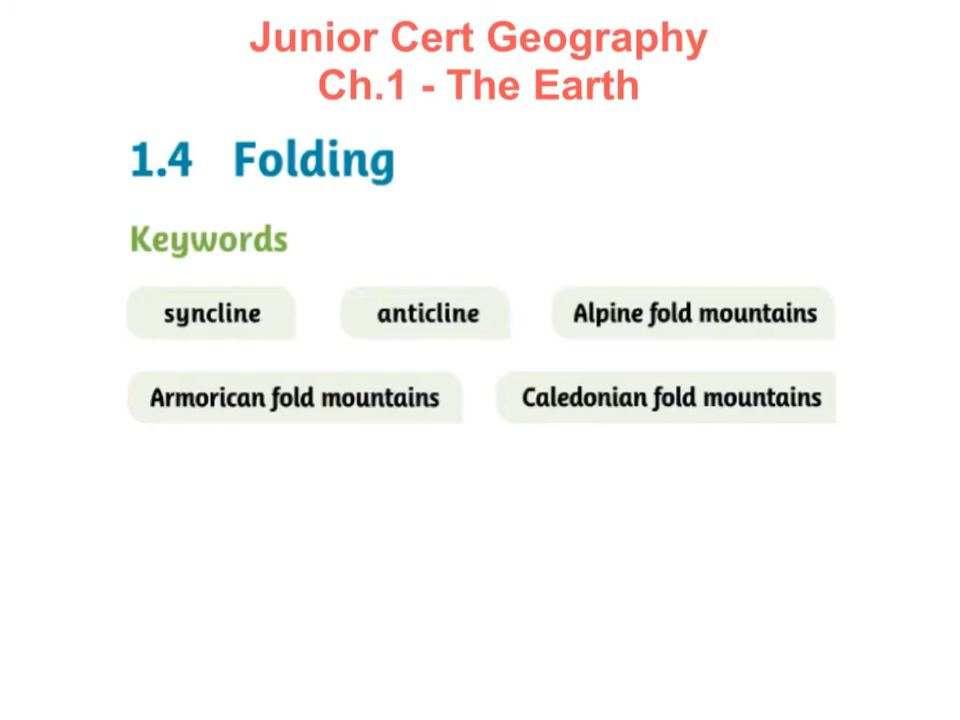 Junior Cert Geography
Ch.1 - The Earth
1.4 Folding
Keywords
syncline anticline Alpine fold mountains
Armorican fold mountains Caledonian fold mountains